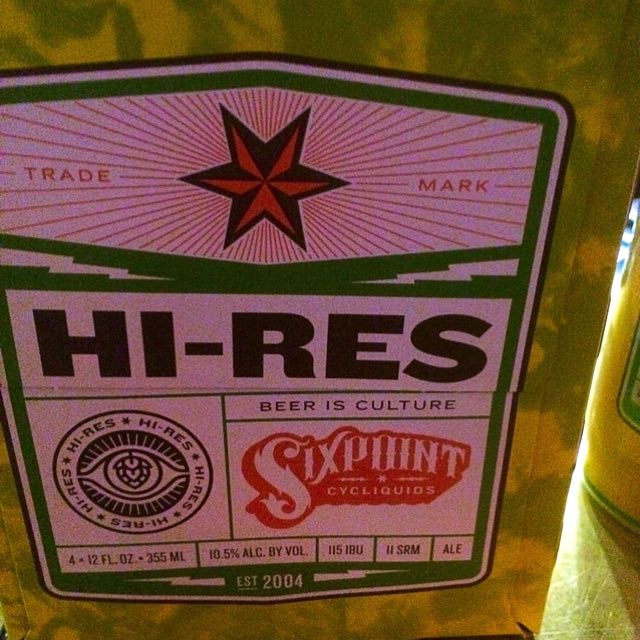 TRADE MARK
HI-RES
BEER IS CULTURE
HI-RES ★ HI-RES ★ HI-RES ★ HI-RES ★ HI-RES
SIXPOINT
CYCLIQUIDS
4 • 12 FL. OZ. • 355 ML 10.5% ALC. BY VOL. 115 IBU 11 SRM ALE
EST 2004